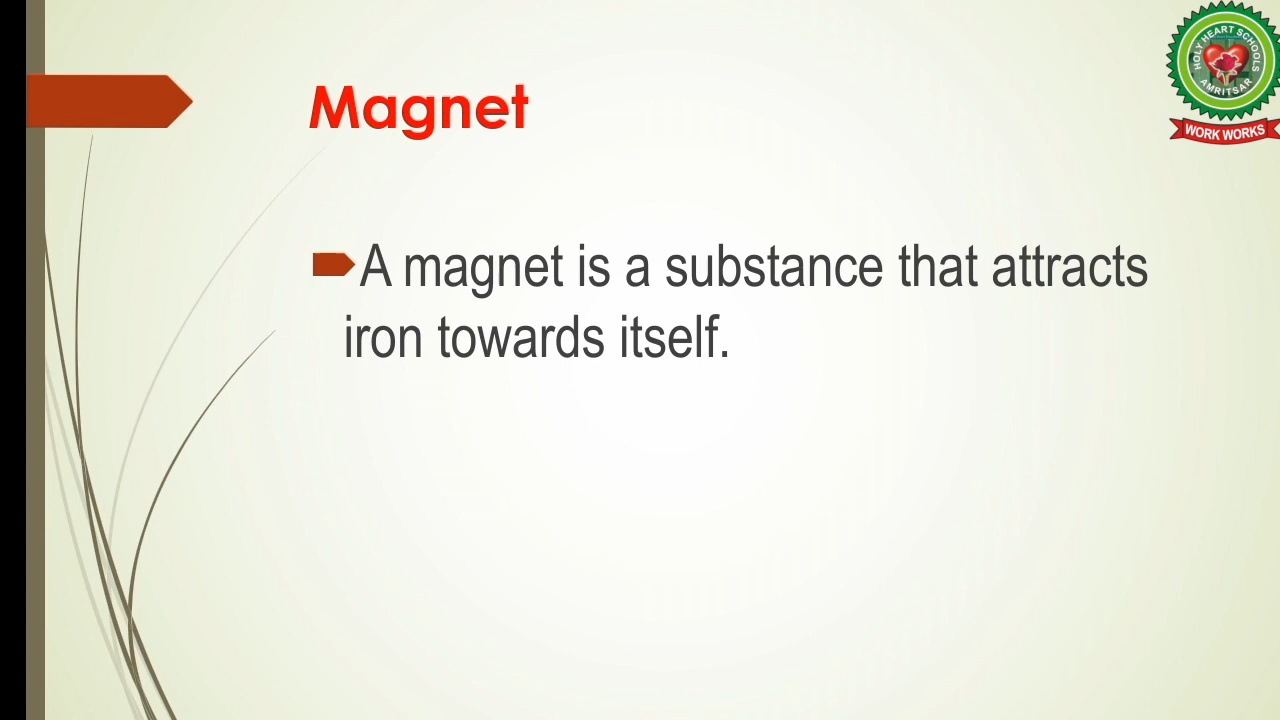 Magnet
A magnet is a substance that attracts
iron towards itself.
HOLY HEART SCHOOLS
AMRITSAR
WORK WORKS